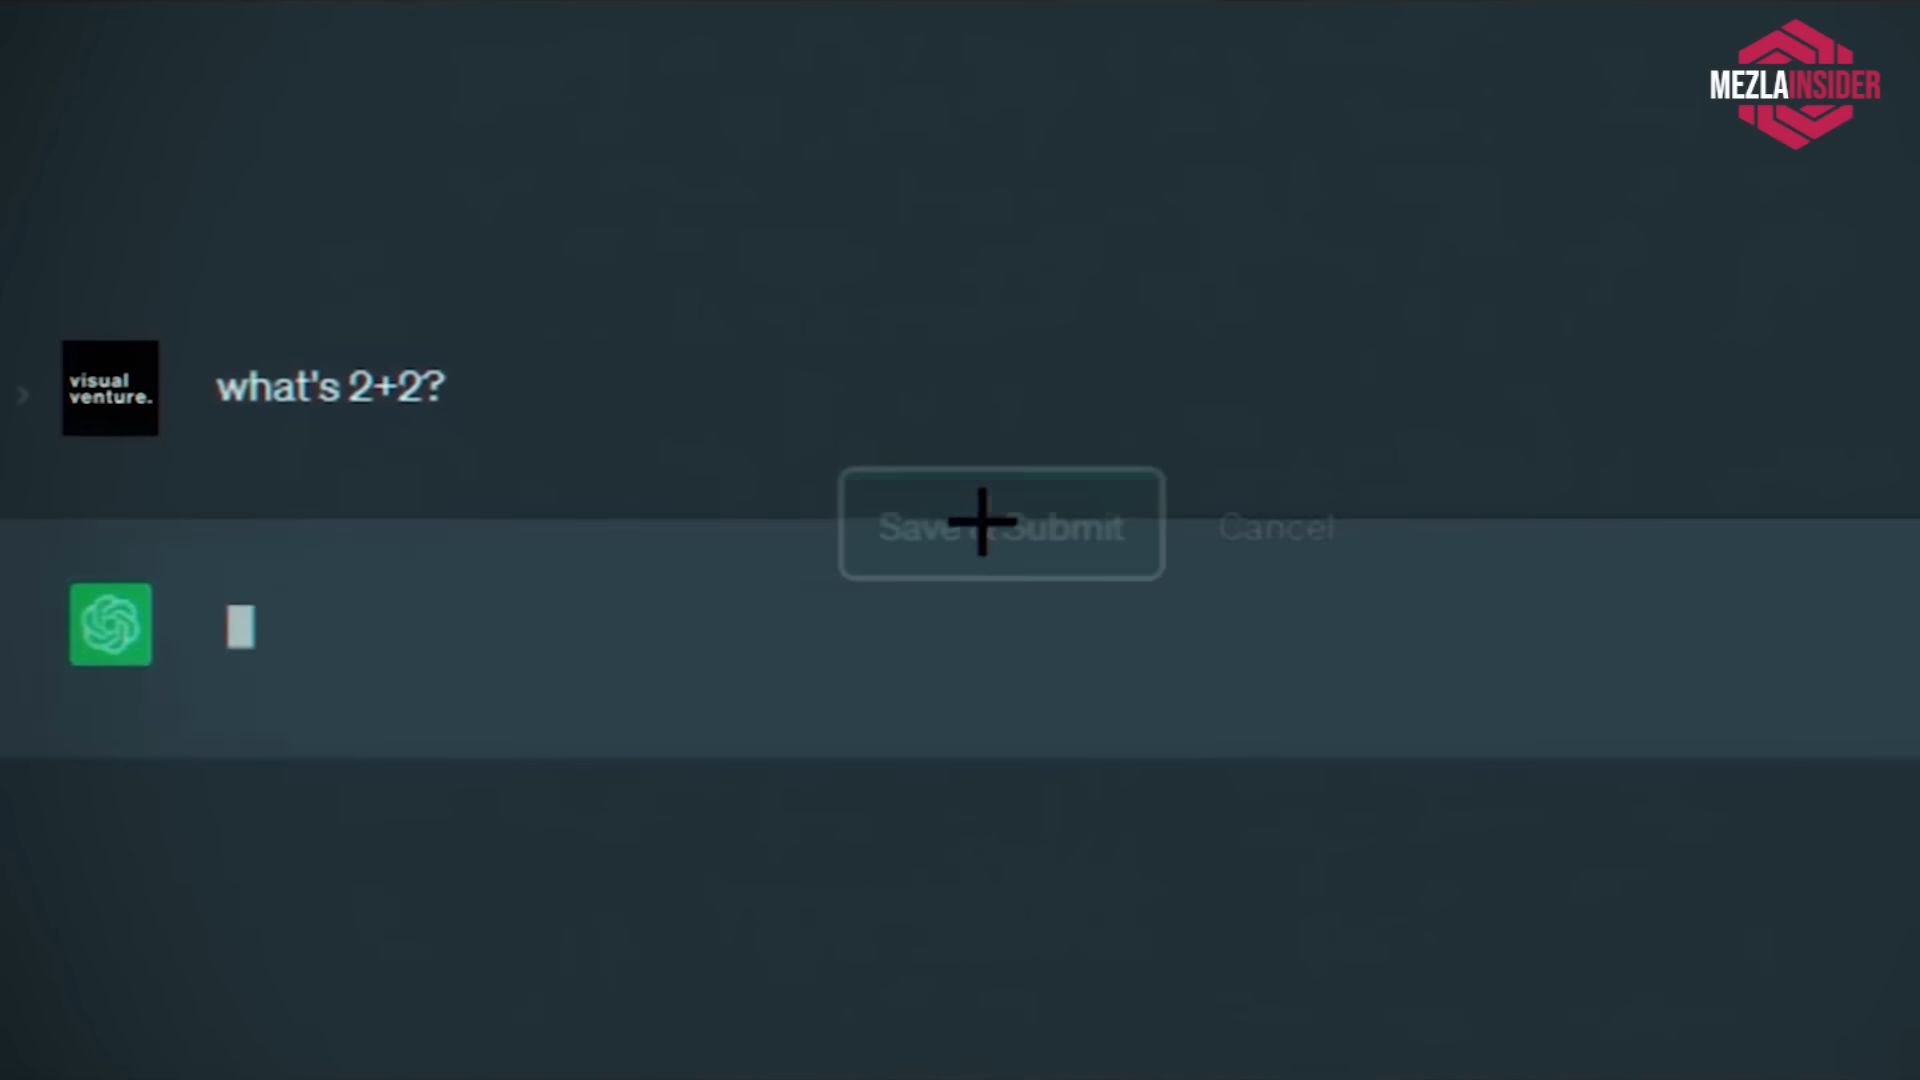 MEZLAINSIDER
visual
venture.
what's 2+2?
Save & Submit
Cancel